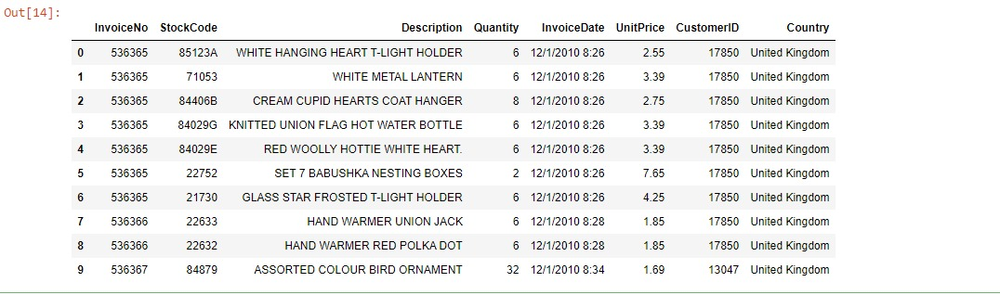 Out[14]:
InvoiceNo StockCode Description Quantity InvoiceDate UnitPrice CustomerID Country
0 536365 85123A WHITE HANGING HEART T-LIGHT HOLDER 6 12/1/2010 8:26 2.55 17850 United Kingdom
1 536365 71053 WHITE METAL LANTERN 6 12/1/2010 8:26 3.39 17850 United Kingdom
2 536365 84406B CREAM CUPID HEARTS COAT HANGER 8 12/1/2010 8:26 2.75 17850 United Kingdom
3 536365 84029G KNITTED UNION FLAG HOT WATER BOTTLE 6 12/1/2010 8:26 3.39 17850 United Kingdom
4 536365 84029E RED WOOLLY HOTTIE WHITE HEART. 6 12/1/2010 8:26 3.39 17850 United Kingdom
5 536365 22752 SET 7 BABUSHKA NESTING BOXES 2 12/1/2010 8:26 7.65 17850 United Kingdom
6 536365 21730 GLASS STAR FROSTED T-LIGHT HOLDER 6 12/1/2010 8:26 4.25 17850 United Kingdom
7 536366 22633 HAND WARMER UNION JACK 6 12/1/2010 8:28 1.85 17850 United Kingdom
8 536366 22632 HAND WARMER RED POLKA DOT 6 12/1/2010 8:28 1.85 17850 United Kingdom
9 536367 84879 ASSORTED COLOUR BIRD ORNAMENT 32 12/1/2010 8:34 1.69 13047 United Kingdom